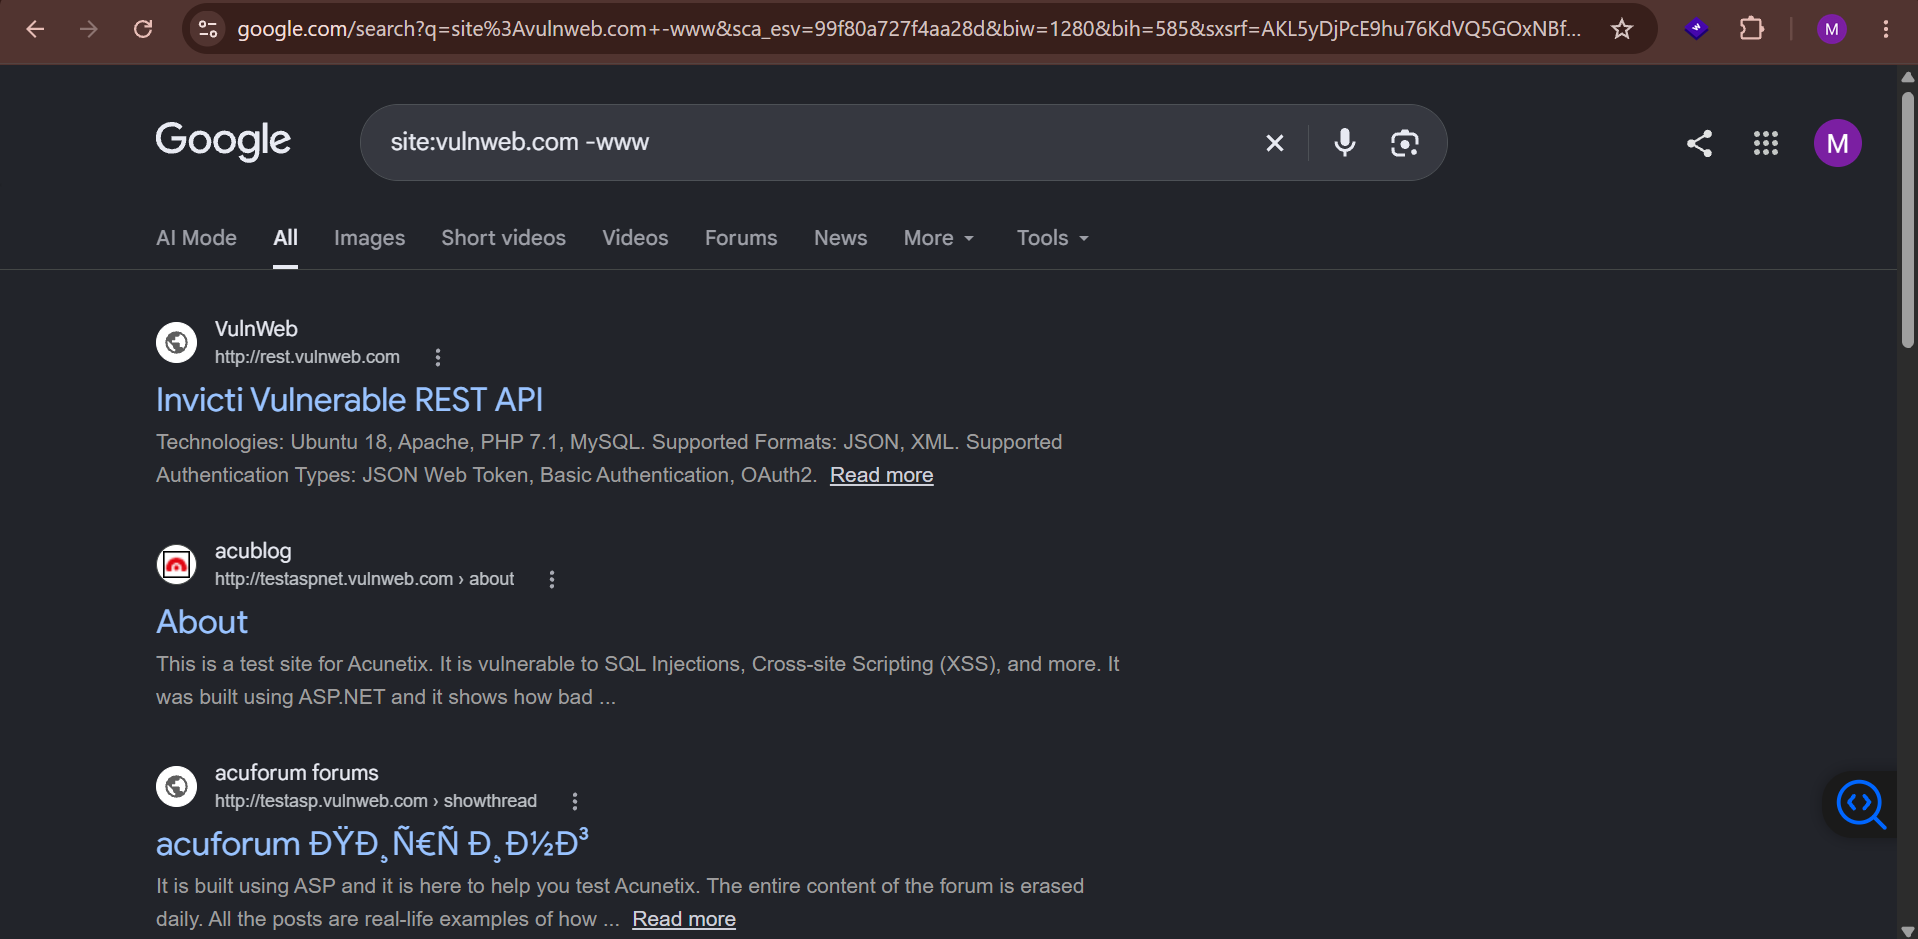 google.com/search?q=site%3Avulnweb.com+-www&sca_esv=99f80a727f4aa28d&biw=1280&bih=585&sxsrf=AKL5yDjPcE9hu76KdVQ5GOxNBf...
M
Google
site:vulnweb.com -www
M
AI Mode All Images Short videos Videos Forums News More Tools
VulnWeb
http://rest.vulnweb.com
Invicti Vulnerable REST API
Technologies: Ubuntu 18, Apache, PHP 7.1, MySQL. Supported Formats: JSON, XML. Supported
Authentication Types: JSON Web Token, Basic Authentication, OAuth2. Read more
acublog
http://testaspnet.vulnweb.com › about
About
This is a test site for Acunetix. It is vulnerable to SQL Injections, Cross-site Scripting (XSS), and more. It
was built using ASP.NET and it shows how bad ...
acuforum forums
http://testasp.vulnweb.com › showthread
acuforum ÐŸÐ¸Ñ€Ñ Ð¸Ð½Ð³
It is built using ASP and it is here to help you test Acunetix. The entire content of the forum is erased
daily. All the posts are real-life examples of how ... Read more